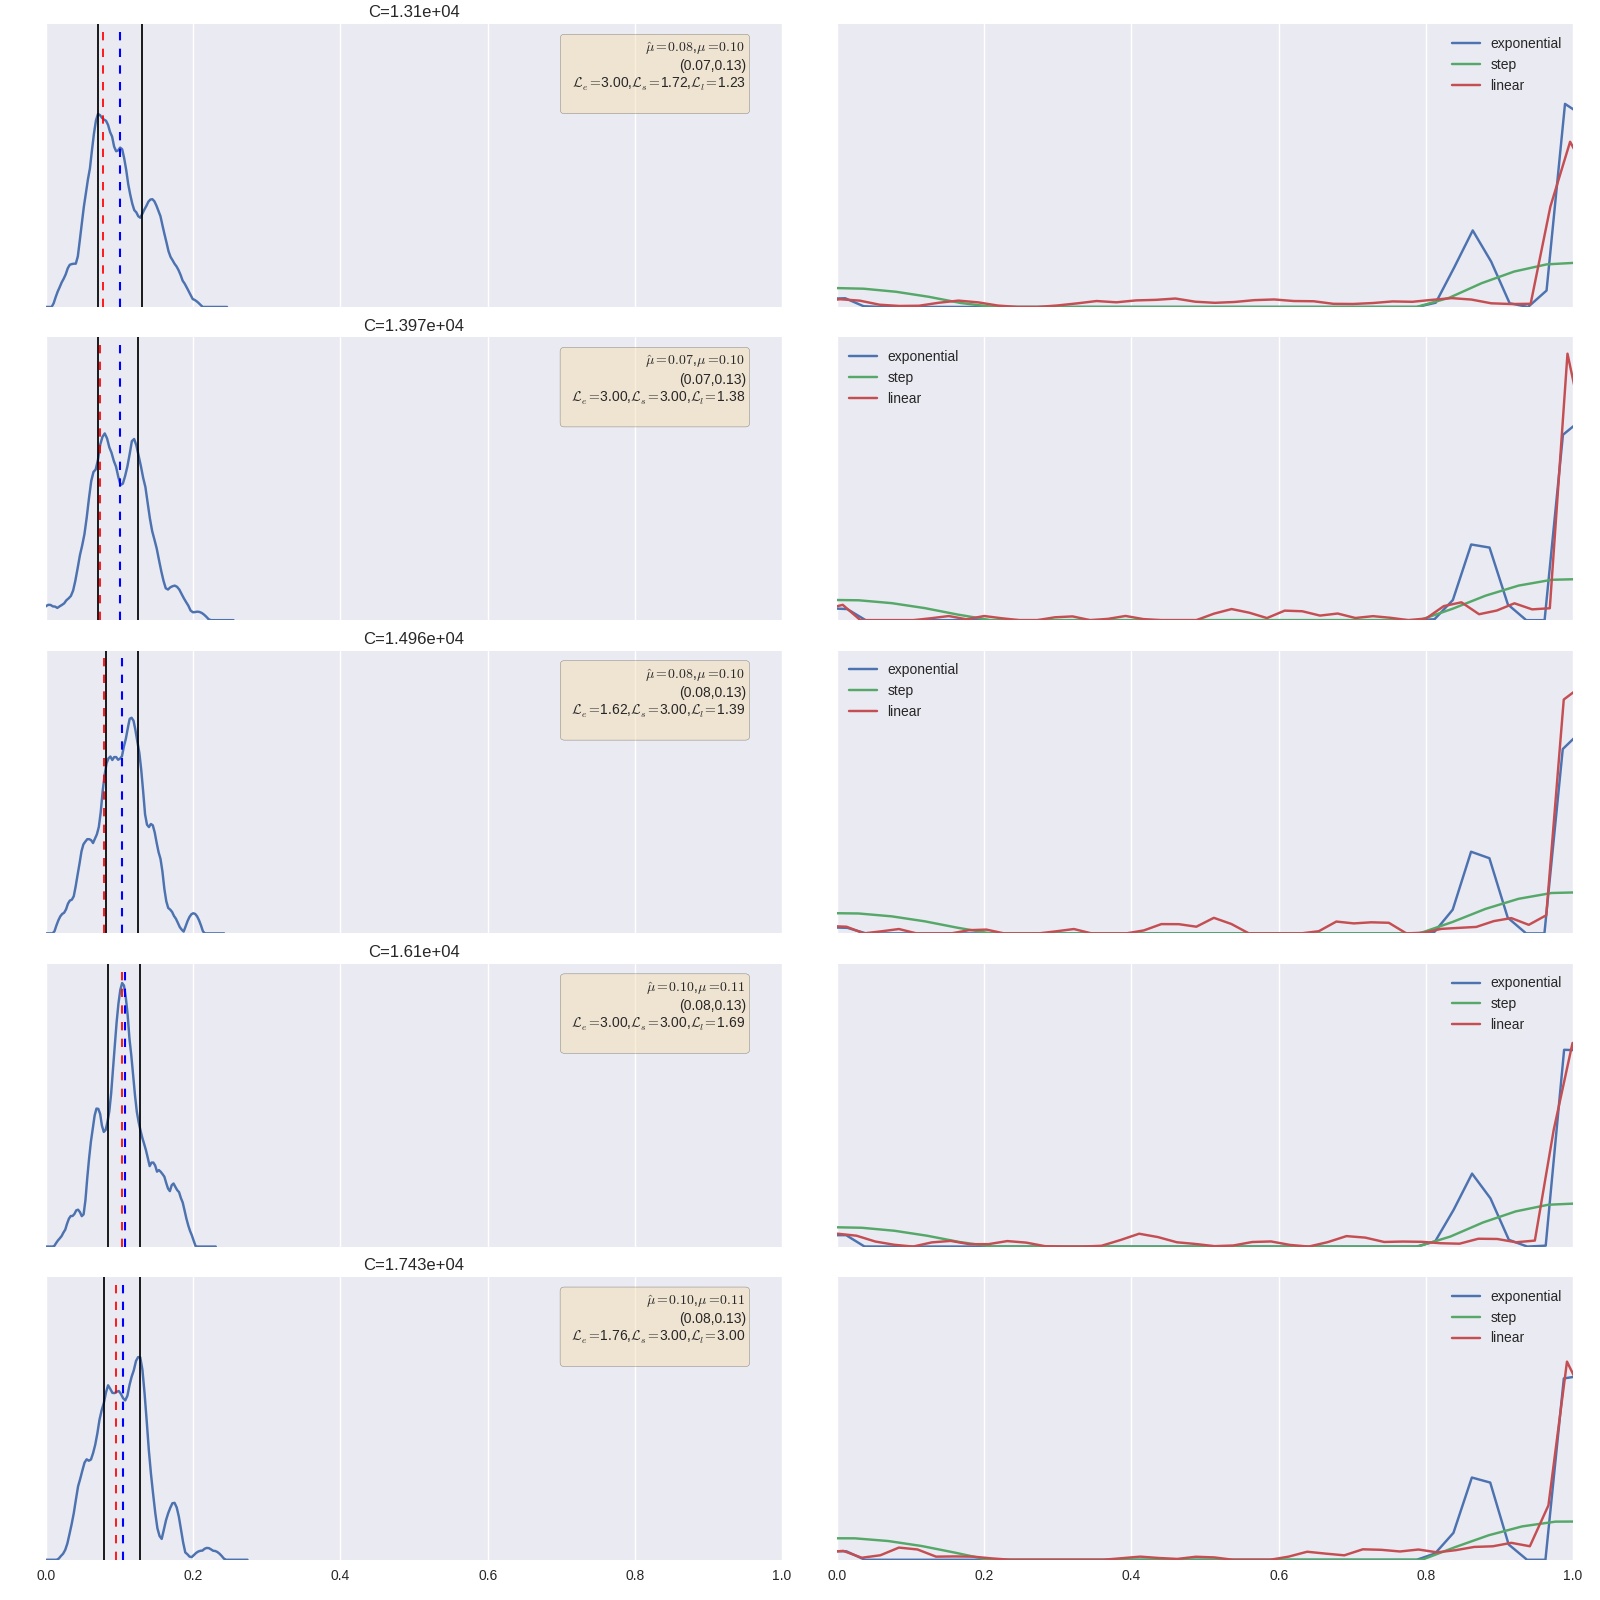 C=1.31e+04
μ̂=0.08,μ=0.10
(0.07,0.13)
ℒₑ=3.00,ℒₛ=1.72,ℒₗ=1.23
exponential
step
linear
C=1.397e+04
μ̂=0.07,μ=0.10
(0.07,0.13)
ℒₑ=3.00,ℒₛ=3.00,ℒₗ=1.38
exponential
step
linear
C=1.496e+04
μ̂=0.08,μ=0.10
(0.08,0.13)
ℒₑ=1.62,ℒₛ=3.00,ℒₗ=1.39
exponential
step
linear
C=1.61e+04
μ̂=0.10,μ=0.11
(0.08,0.13)
ℒₑ=3.00,ℒₛ=3.00,ℒₗ=1.69
exponential
step
linear
C=1.743e+04
μ̂=0.10,μ=0.11
(0.08,0.13)
ℒₑ=1.76,ℒₛ=3.00,ℒₗ=3.00
exponential
step
linear
0.0 0.2 0.4 0.6 0.8 1.0
0.0 0.2 0.4 0.6 0.8 1.0